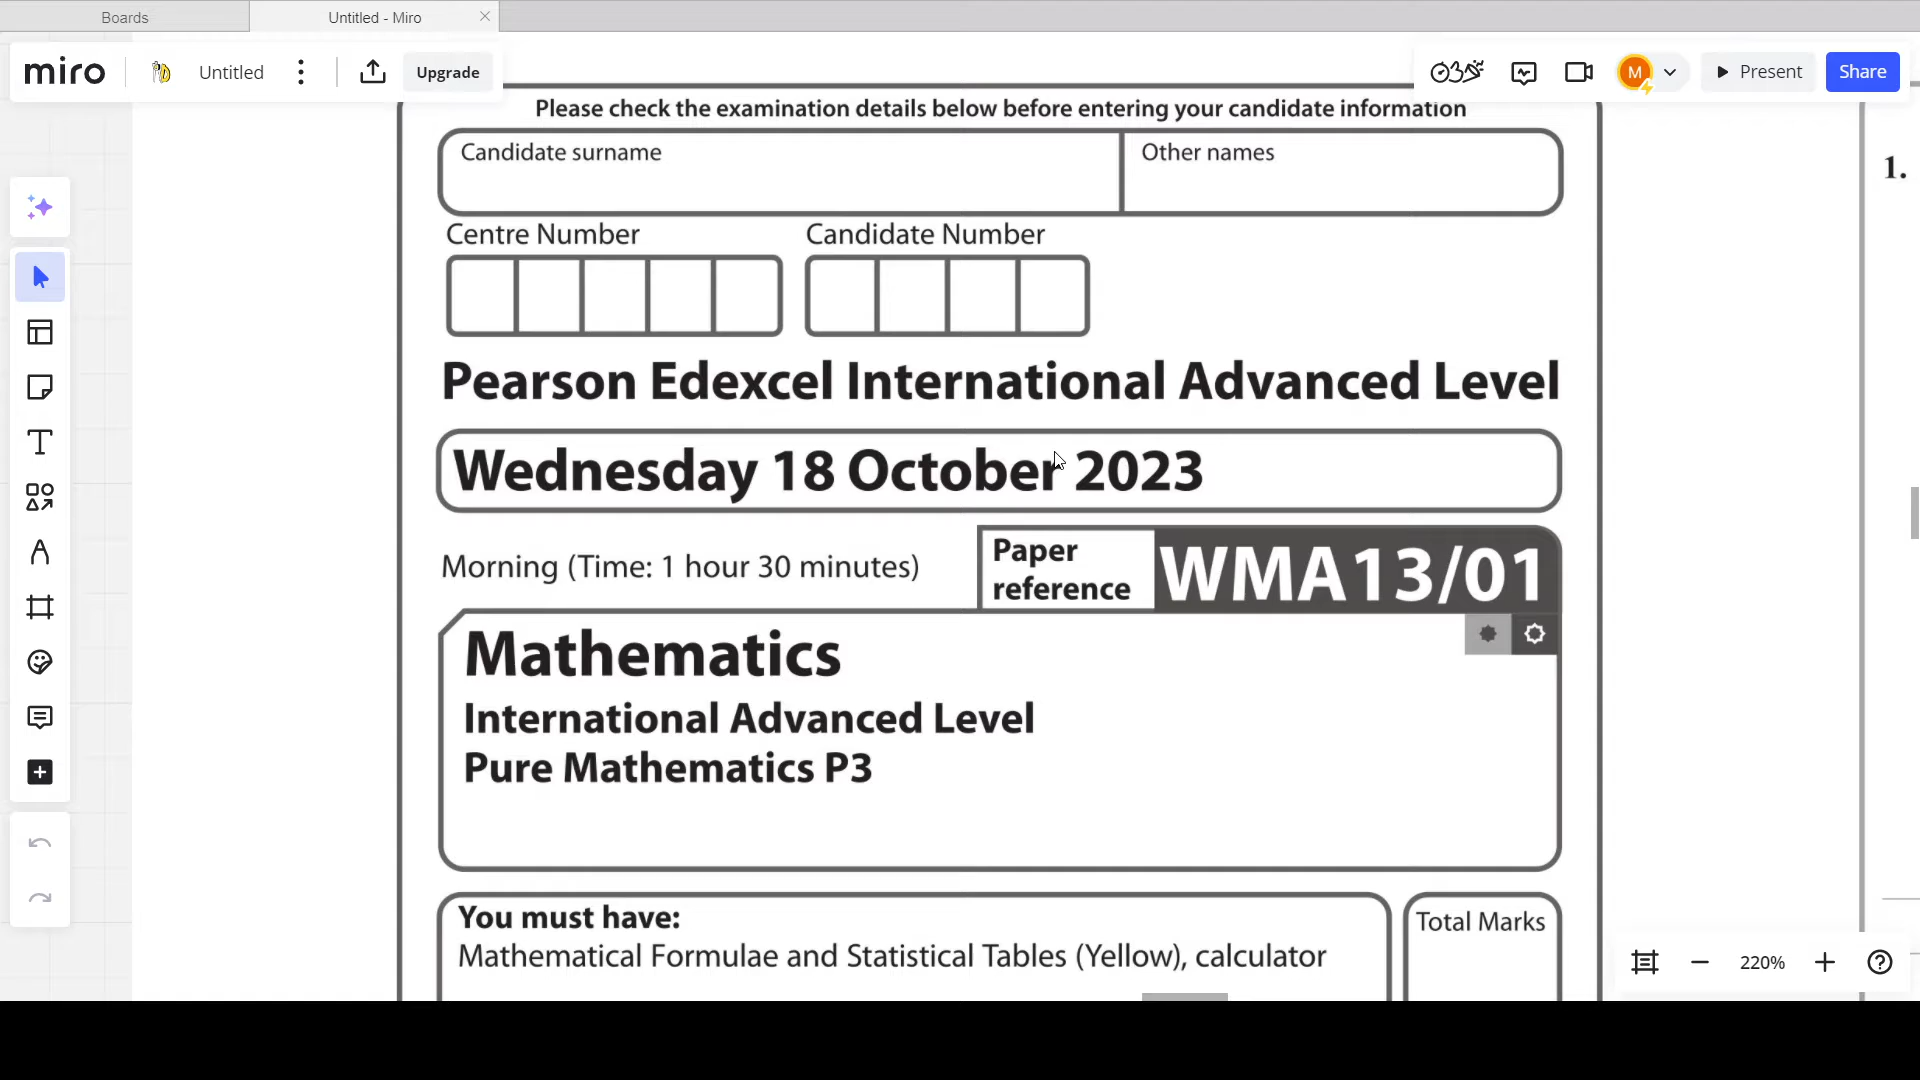 Boards
Untitled - Miro
miro
Untitled
Upgrade
M
Present
Share
Please check the examination details below before entering your candidate information
Candidate surname
Other names
1.
Centre Number
Candidate Number
Pearson Edexcel International Advanced Level
Wednesday 18 October 2023
Morning (Time: 1 hour 30 minutes)
Paper
reference
WMA13/01
Mathematics
International Advanced Level
Pure Mathematics P3
You must have:
Mathematical Formulae and Statistical Tables (Yellow), calculator
Total Marks
220%